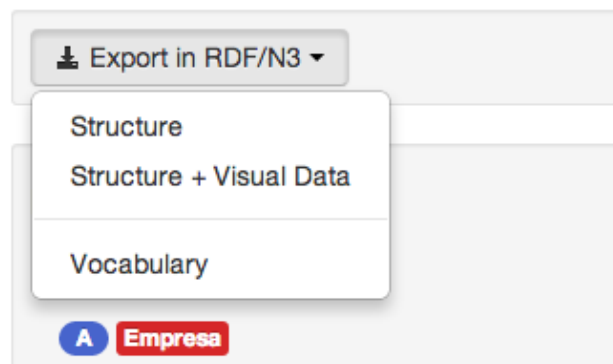 Export in RDF/N3
Structure
Structure + Visual Data
Vocabulary
A Empresa